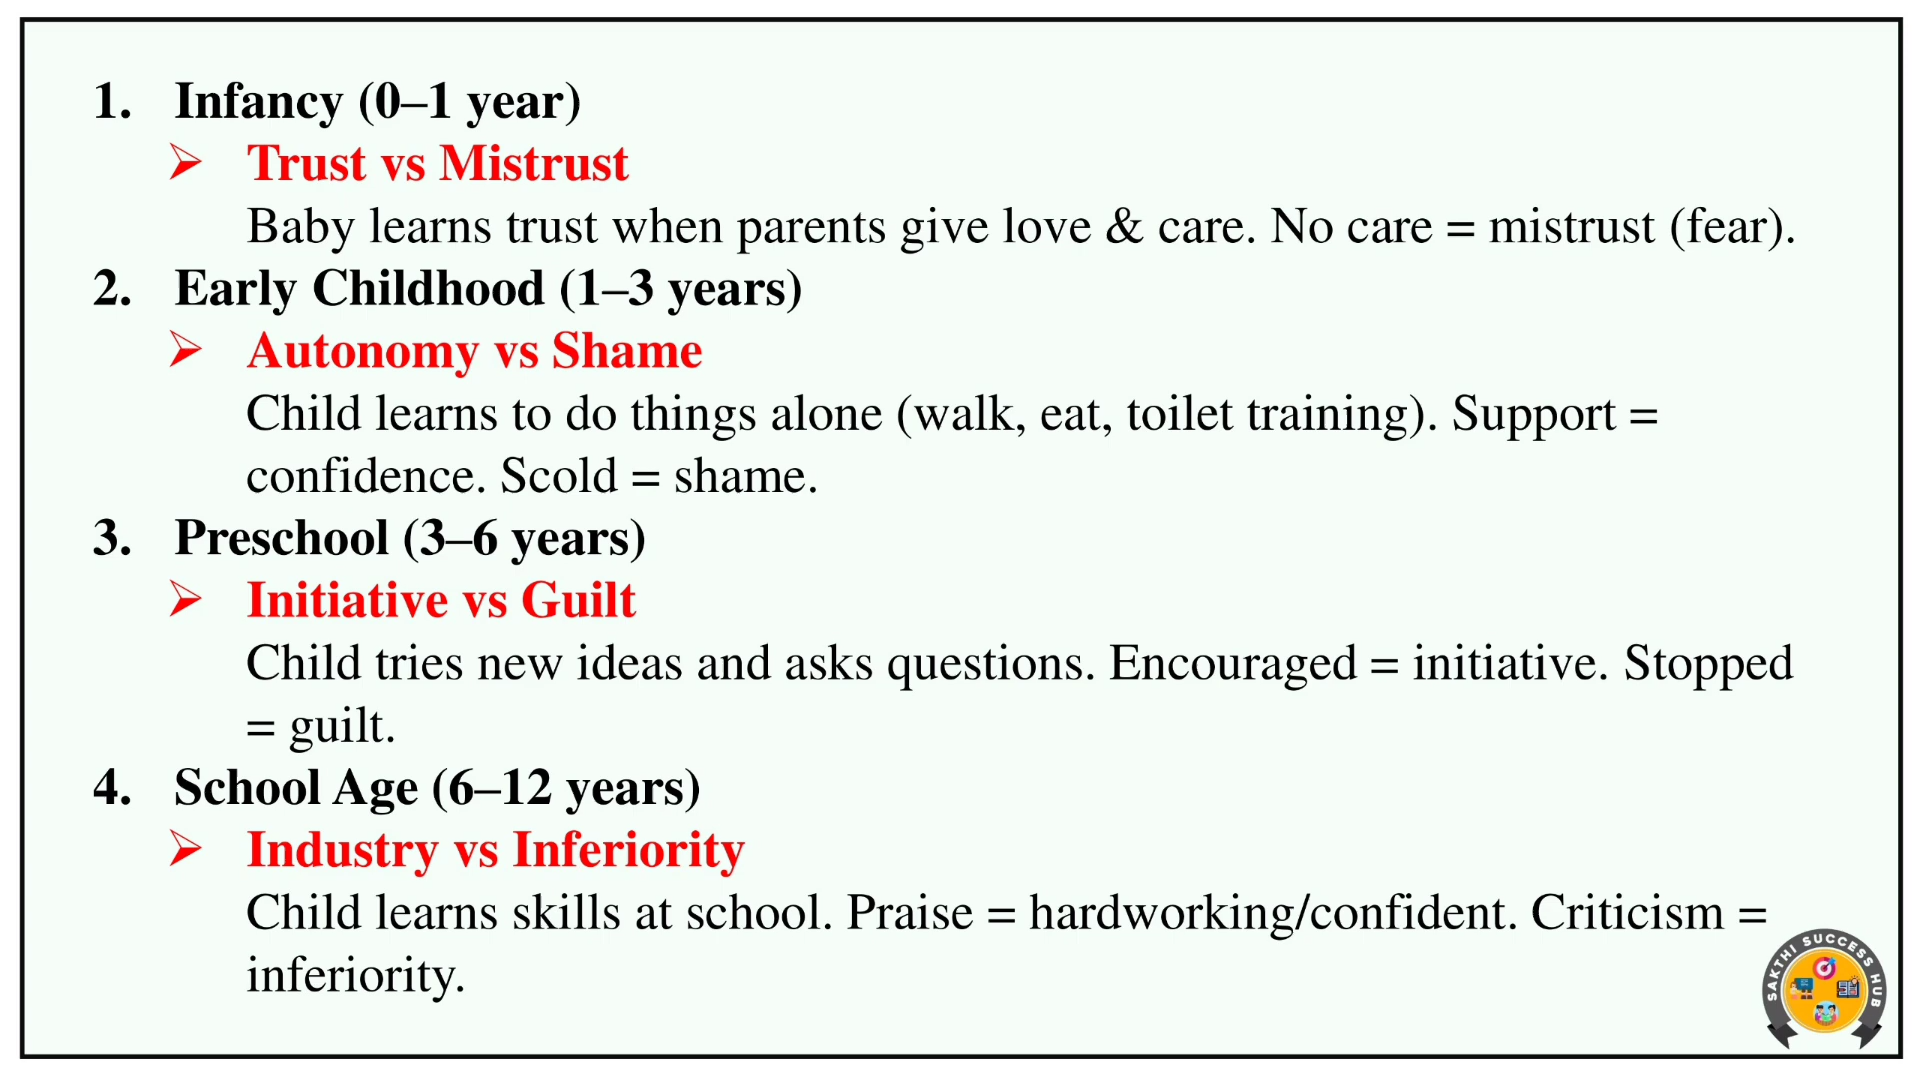 1. Infancy (0–1 year)
➢ Trust vs Mistrust
Baby learns trust when parents give love & care. No care = mistrust (fear).
2. Early Childhood (1–3 years)
➢ Autonomy vs Shame
Child learns to do things alone (walk, eat, toilet training). Support =
confidence. Scold = shame.
3. Preschool (3–6 years)
➢ Initiative vs Guilt
Child tries new ideas and asks questions. Encouraged = initiative. Stopped
= guilt.
4. School Age (6–12 years)
➢ Industry vs Inferiority
Child learns skills at school. Praise = hardworking/confident. Criticism =
inferiority.
SAKTHI SUCCESS HUB